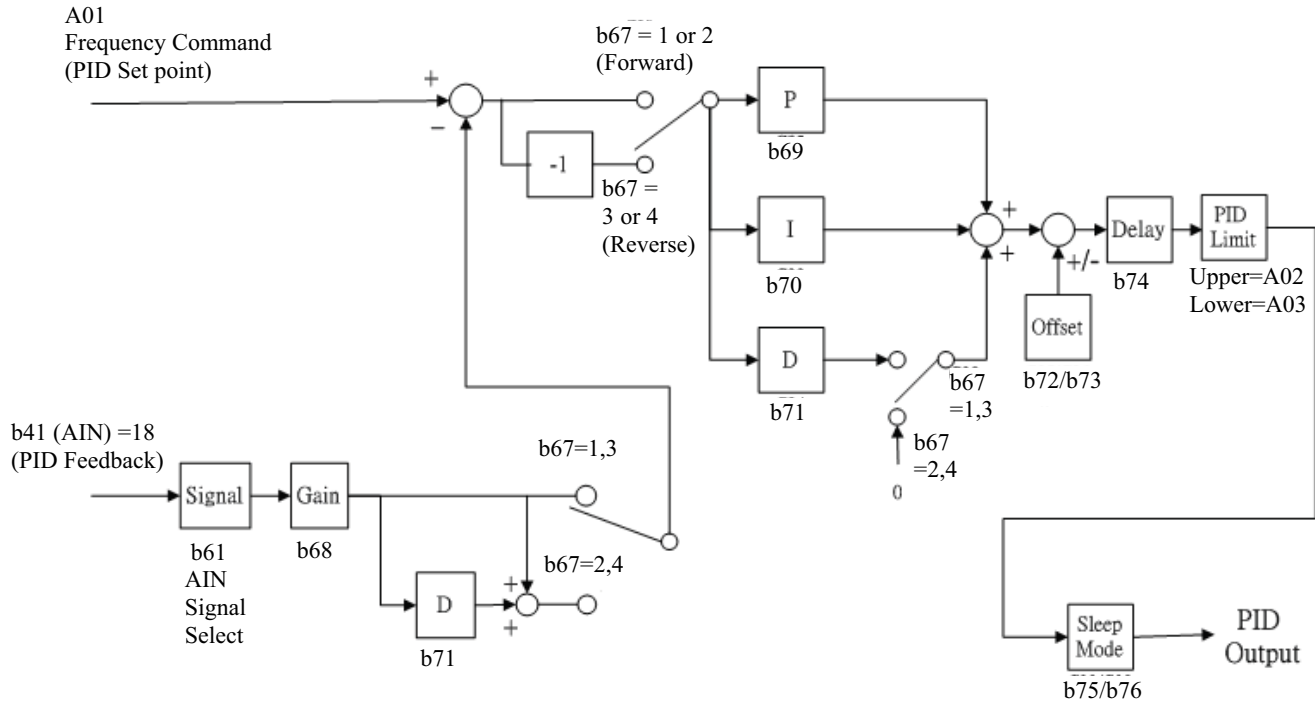 A01
Frequency Command
(PID Set point)
b67 = 1 or 2
(Forward)
+
−
-1
b67 =
3 or 4
(Reverse)
P
b69
I
b70
D
b71
b67
=1,3
b67
=2,4
0
+
+
+/-
Offset
b72/b73
Delay
b74
PID
Limit
Upper=A02
Lower=A03
b41 (AIN) =18
(PID Feedback)
Signal
b61
AIN
Signal
Select
Gain
b68
b67=1,3
b67=2,4
D
b71
+
+
Sleep
Mode
b75/b76
PID
Output